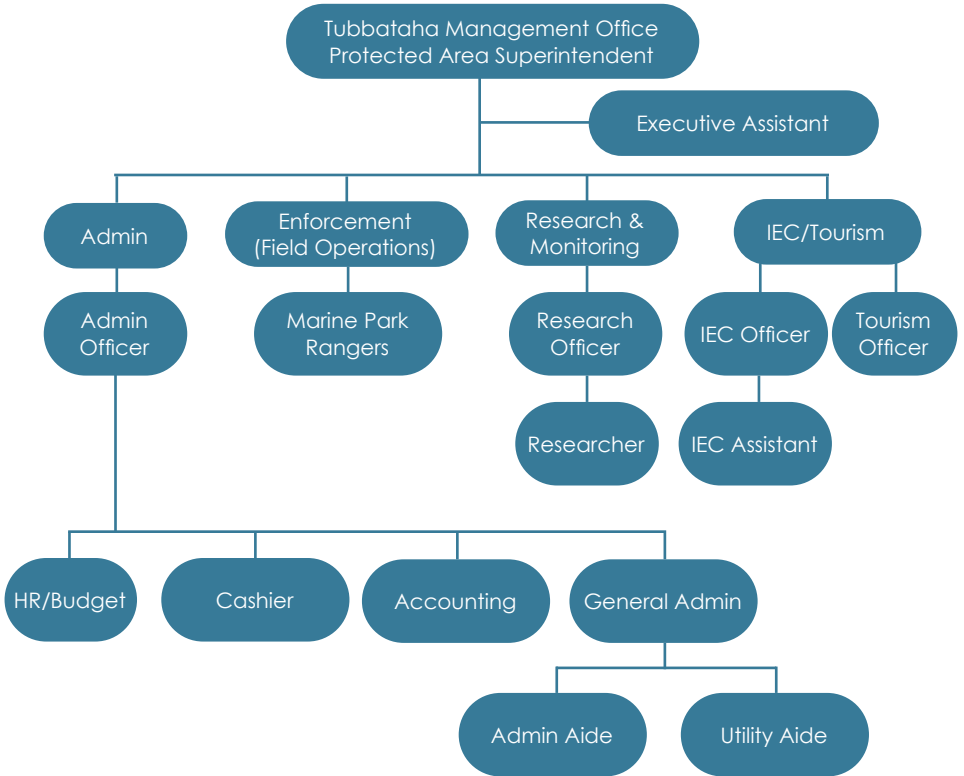 Tubbataha Management Office
Protected Area Superintendent
Executive Assistant
Admin
Enforcement
(Field Operations)
Research &
Monitoring
IEC/Tourism
Admin
Officer
Marine Park
Rangers
Research
Officer
IEC Officer
Tourism
Officer
Researcher
IEC Assistant
HR/Budget
Cashier
Accounting
General Admin
Admin Aide
Utility Aide